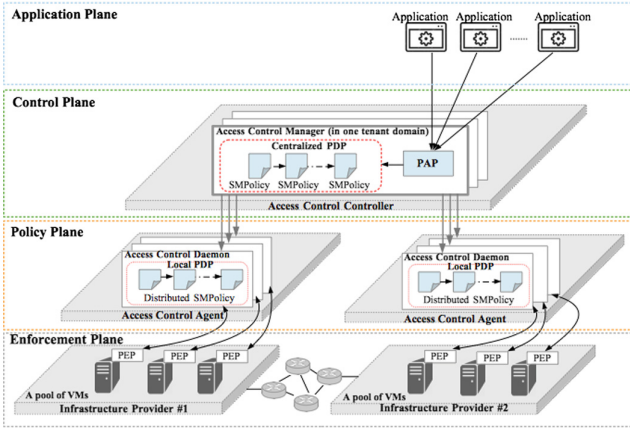 Application Plane
Application
Application
Application
Control Plane
Access Control Manager (in one tenant domain)
Centralized PDP
PAP
SMPolicy SMPolicy SMPolicy
Access Control Controller
Policy Plane
Access Control Daemon
Local PDP
Distributed SMPolicy
Access Control Agent
Access Control Daemon
Local PDP
Distributed SMPolicy
Access Control Agent
Enforcement Plane
PEP
PEP
PEP
A pool of VMs
Infrastructure Provider #1
PEP
PEP
PEP
A pool of VMs
Infrastructure Provider #2